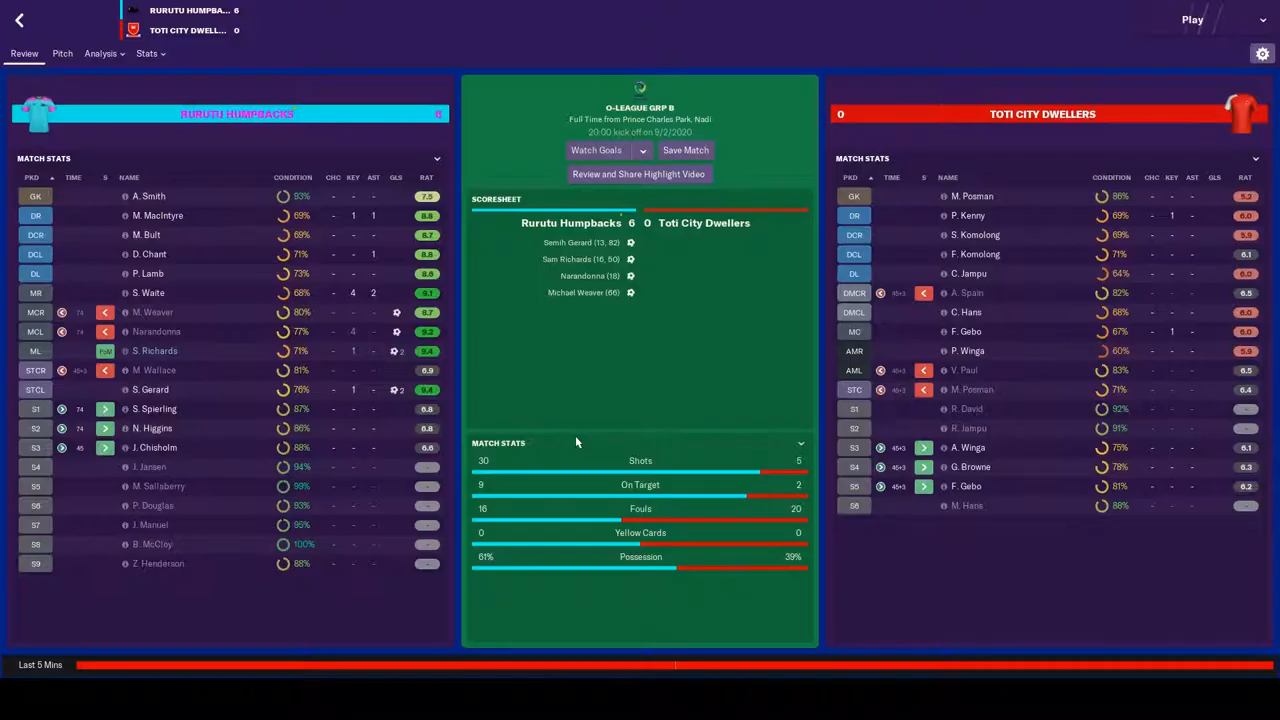 RURUTU HUMPBA... 6
TOTI CITY DWELL... 0
Play
Review Pitch Analysis Stats
RURUTU HUMPBACKS 6
MATCH STATS
PKD TIME S NAME CONDITION CHC KEY AST GLS RAT
GK A. Smith 93% - - - 7.5
DR M. MacIntyre 69% - 1 1 8.8
DCR M. Bult 69% - - - 8.7
DCL D. Chant 71% - - 1 8.8
DL P. Lamb 73% - - - 8.6
MR S. Waite 68% - 4 2 9.1
MCR 74 M. Weaver 80% - - - 8.7
MCL 74 Narandonna 77% - 4 - 9.2
ML PoM S. Richards 71% - 1 - 2 9.4
STCR 45+3 M. Wallace 81% - - - 6.9
STCL S. Gerard 76% - 1 - 2 9.4
S1 74 S. Spierling 87% - - - 6.8
S2 74 N. Higgins 86% - - - 6.8
S3 45 J. Chisholm 88% - - - 6.6
S4 J. Jansen 94% - - - -
S5 M. Sallsberry 99% - - - -
S6 P. Douglas 93% - - - -
S7 J. Manuel 95% - - - -
S8 B. McCloy 100% - - - -
S9 Z. Henderson 88% - - - -
O-LEAGUE GRP B
Full Time from Prince Charles Park, Nadi
20:00 kick off on 9/2/2020
Watch Goals Save Match
Review and Share Highlight Video
SCORESHEET
Rurutu Humpbacks 6 0 Toti City Dwellers
Semih Gerard (13, 82)
Sam Richards (16, 50)
Narandonna (18)
Michael Weaver (66)
MATCH STATS
30 Shots 5
9 On Target 2
16 Fouls 20
0 Yellow Cards 0
61% Possession 39%
0 TOTI CITY DWELLERS
MATCH STATS
PKD TIME S NAME CONDITION CHC KEY AST GLS RAT
GK M. Posman 86% - - - 5.2
DR P. Kenny 69% - 1 - 6.0
DCR S. Komolong 69% - - - 5.9
DCL F. Komolong 71% - - - 6.1
DL C. Jampu 64% - - - 6.0
DMCR 45+3 A. Spain 82% - - - 6.5
DMCL C. Hans 68% - - - 6.0
MC F. Gebo 67% - 1 - 6.0
AMR P. Winga 60% - - - 5.9
AML 45+3 V. Paul 83% - - - 6.5
STC 45+3 M. Posman 71% - - - 6.4
S1 R. David 92% - - - -
S2 R. Jampu 91% - - - -
S3 45+3 A. Winga 75% - - - 6.1
S4 45+3 G. Browne 78% - - - 6.3
S5 45+3 F. Gebo 81% - - - 6.2
S6 M. Hans 88% - - - -
Last 5 Mins